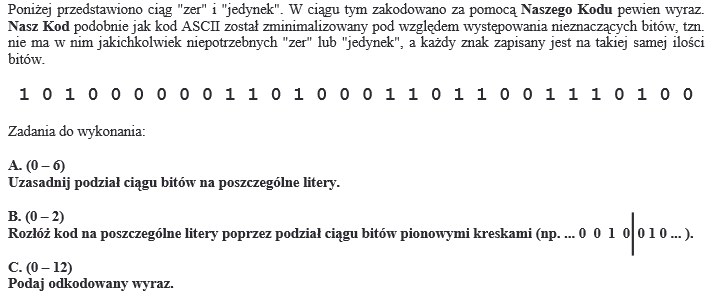 Poniżej przedstawiono ciąg "zer" i "jedynek". W ciągu tym zakodowano za pomocą Naszego Kodu pewien wyraz.
Nasz Kod podobnie jak kod ASCII został zminimalizowany pod względem występowania nieznaczących bitów, tzn.
nie ma w nim jakichkolwiek niepotrzebnych "zer" lub "jedynek", a każdy znak zapisany jest na takiej samej ilości
bitów.
1 0 1 0 0 0 0 0 0 1 1 0 1 0 0 0 1 1 0 1 1 0 0 1 1 1 0 1 0 0
Zadania do wykonania:
A. (0 – 6)
Uzasadnij podział ciągu bitów na poszczególne litery.
B. (0 – 2)
Rozłóż kod na poszczególne litery poprzez podział ciągu bitów pionowymi kreskami (np. ... 0 0 1 0|0 1 0 ... ).
C. (0 – 12)
Podaj odkodowany wyraz.